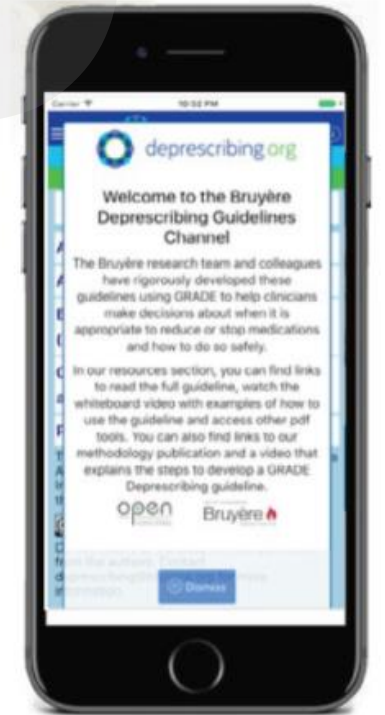 Carrier
10:52 PM
deprescribing.org
Welcome to the Bruyère
Deprescribing Guidelines
Channel
The Bruyère research team and colleagues
have rigorously developed these
guidelines using GRADE to help clinicians
make decisions about when it is
appropriate to reduce or stop medications
and how to do so safely.
In our resources section, you can find links
to read the full guideline, watch the
whiteboard video with examples of how to
use the guideline and access other pdf
tools. You can also find links to our
methodology publication and a video that
explains the steps to develop a GRADE
Deprescribing guideline.
open
Bruyère
from the authors. Contact
Dismiss
information.